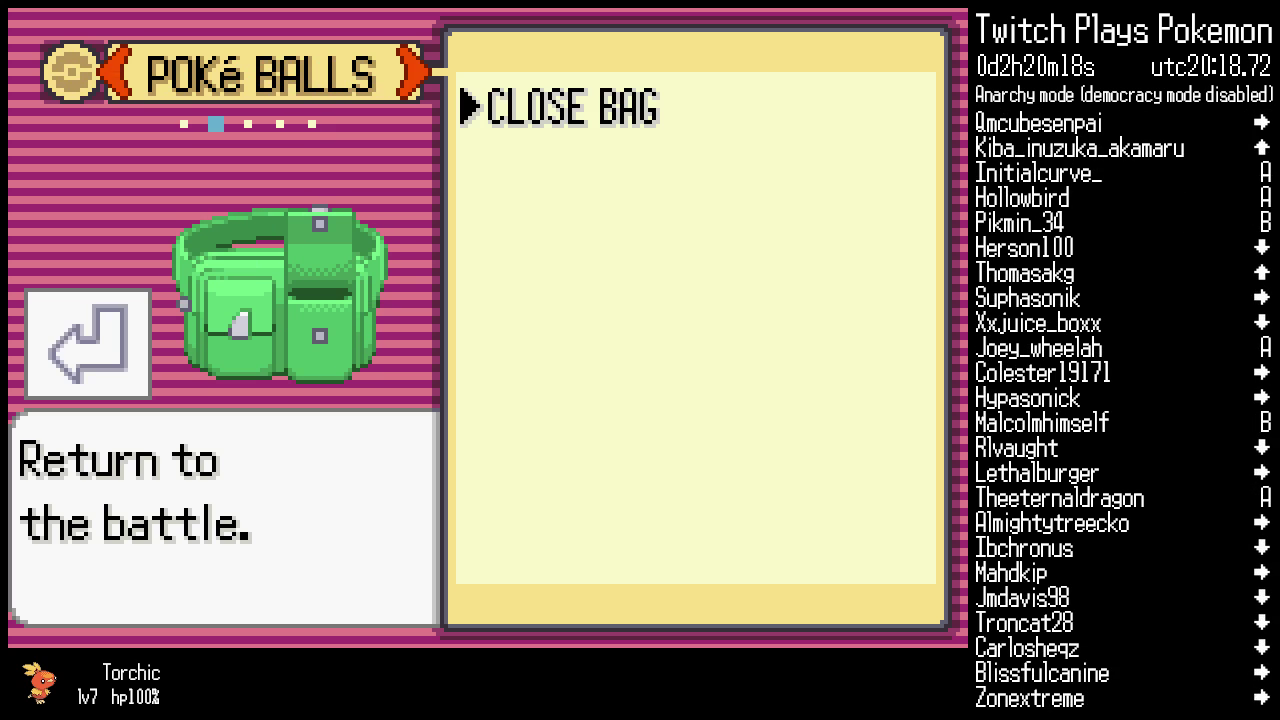 POKé BALLS
CLOSE BAG
Return to
the battle.
Torchic
lv7 hp100%
Twitch Plays Pokemon
0d2h20m18s utc20:18.72
Anarchy mode (democracy mode disabled)
Qmcubesenpai →
Kiba_inuzuka_akamaru ↑
Initialcurve_ A
Hollowbird A
Pikmin_34 B
Herson100 ↓
Thomasakg ↑
Suphasonik →
Xxjuice_boxx ↓
Joey_wheelah A
Colester19171 →
Hypasonick →
Malcolmhimself B
Rlvaught ↓
Lethalburger →
Theeternaldragon A
Almightytreecko →
Ibchronus ↓
Mahdkip →
Jmdavis98 ↓
Troncat28 ↓
Carlosheqz ↓
Blissfulcanine →
Zonextreme →